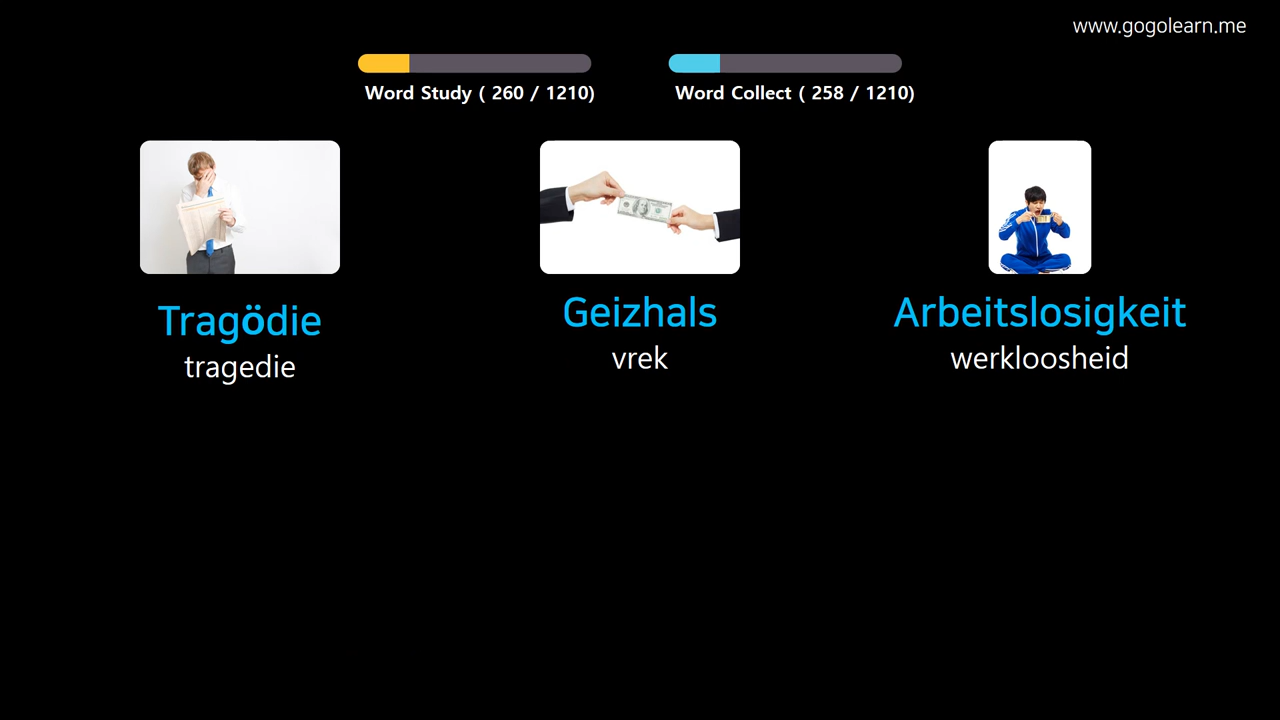 www.gogolearn.me
Word Study ( 260 / 1210)
Word Collect ( 258 / 1210)
Tragödie
tragedie
Geizhals
vrek
Arbeitslosigkeit
werkloosheid